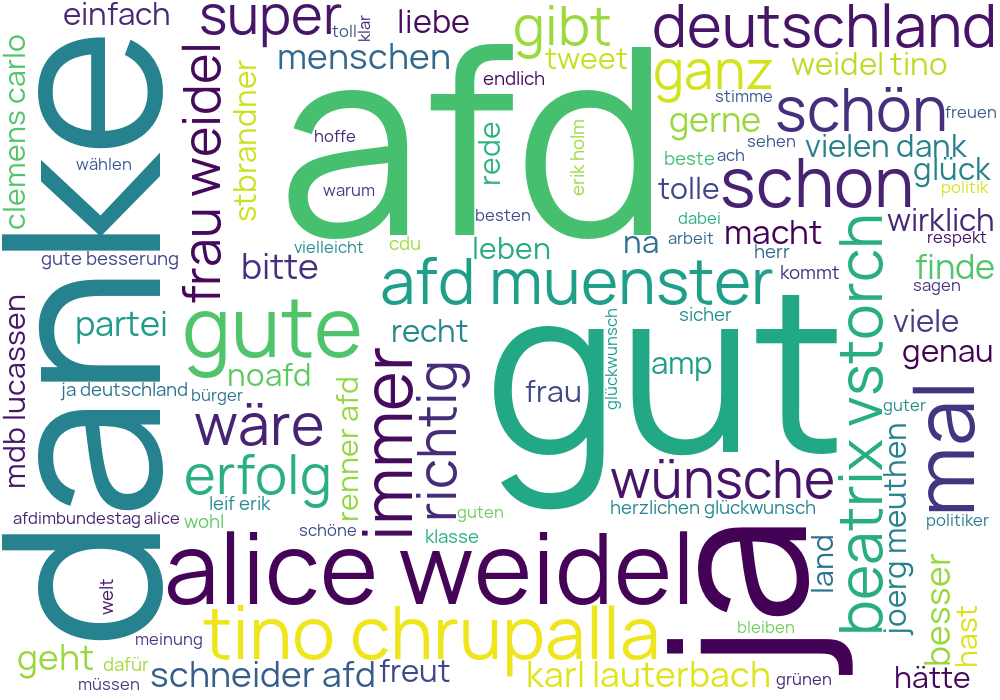 einfach
super
toll
klar
liebe
gibt
deutschland
clemens carlo
danke
frau weidel
menschen
afd
endlich
tweet
ganz
weidel tino
stimme
schön
freuen
stbrandner
hoffe
rede
erik holm
gerne
sehen
vielen dank
wählen
warum
beste
ach
glück
tolle
schon
politik
besten
dabei
wirklich
gute besserung
bitte
vielleicht
cdu
leben
na
arbeit
macht
herr
respekt
afd muenster
kommt
finde
sagen
mdb lucassen
partei
gute
recht
glückwunsch
gut
sicher
beatrix vstorch
viele
genau
noafd
amp
ja deutschland
bürger
renner afd
immer
richtig
frau
guter
mal
wäre
erfolg
wünsche
leif erik
herzlichen glückwunsch
joerg meuthen
afdimbundestag alice
wohl
schöne
guten
klasse
politiker
alice weidel
ja
land
welt
besser
hast
tino chrupalla
bleiben
meinung
geht
dafür
müssen
schneider afd
freut
karl lauterbach
grünen
hätte